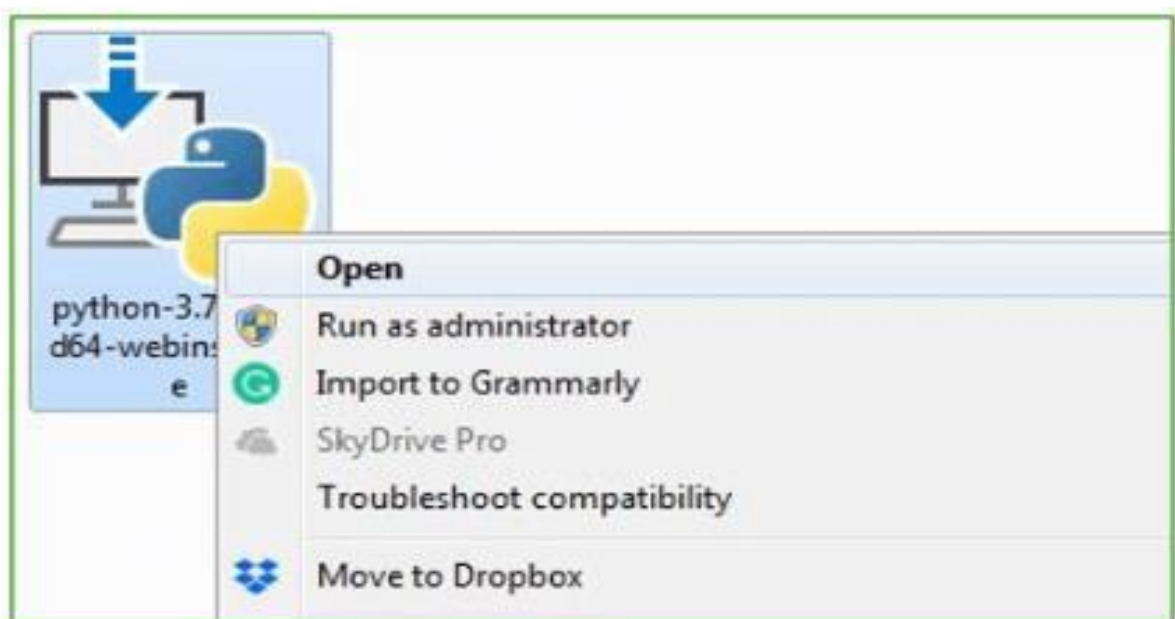 python-3.7
d64-webins
e
Open
Run as administrator
Import to Grammarly
SkyDrive Pro
Troubleshoot compatibility
Move to Dropbox